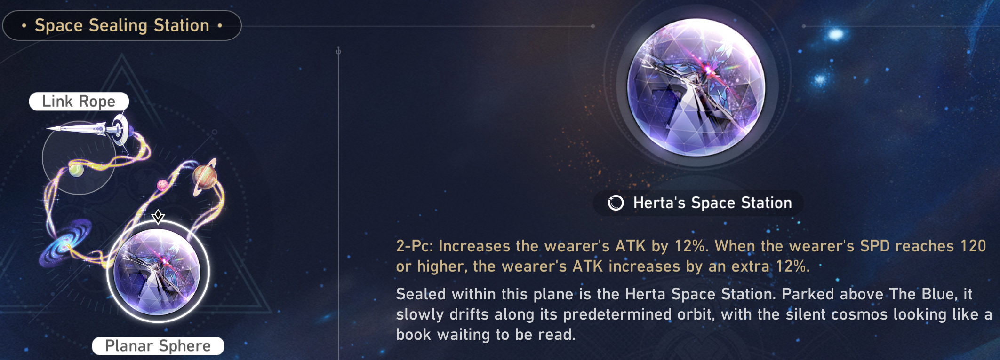 • Space Sealing Station •
Link Rope
Planar Sphere
Herta's Space Station
2-Pc: Increases the wearer's ATK by 12%. When the wearer's SPD reaches 120
or higher, the wearer's ATK increases by an extra 12%.
Sealed within this plane is the Herta Space Station. Parked above The Blue, it
slowly drifts along its predetermined orbit, with the silent cosmos looking like a
book waiting to be read.